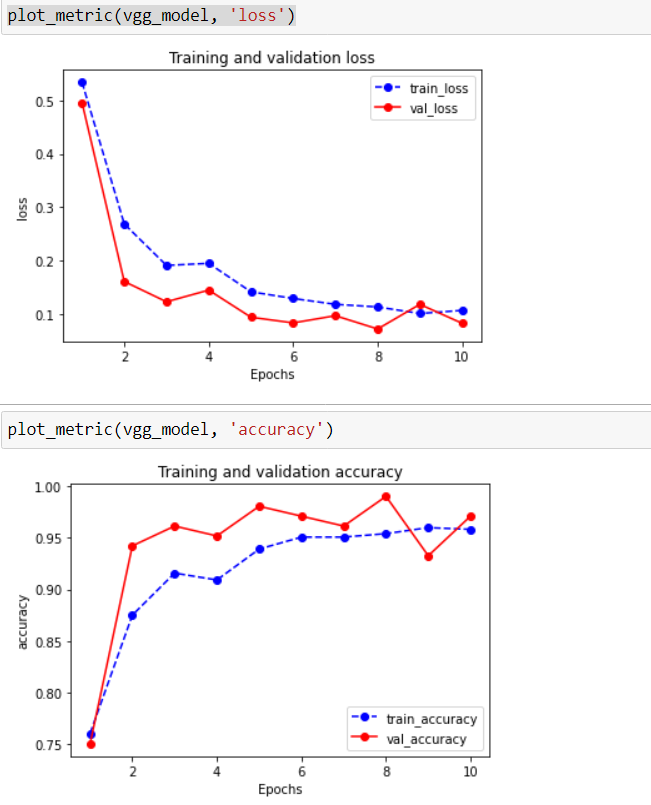 plot_metric(vgg_model, 'loss')
Training and validation loss
train_loss
val_loss
0.5
0.4
0.3
0.2
0.1
loss
2
4
6
8
10
Epochs
plot_metric(vgg_model, 'accuracy')
Training and validation accuracy
1.00
0.95
0.90
0.85
0.80
0.75
accuracy
train_accuracy
val_accuracy
2
4
6
8
10
Epochs